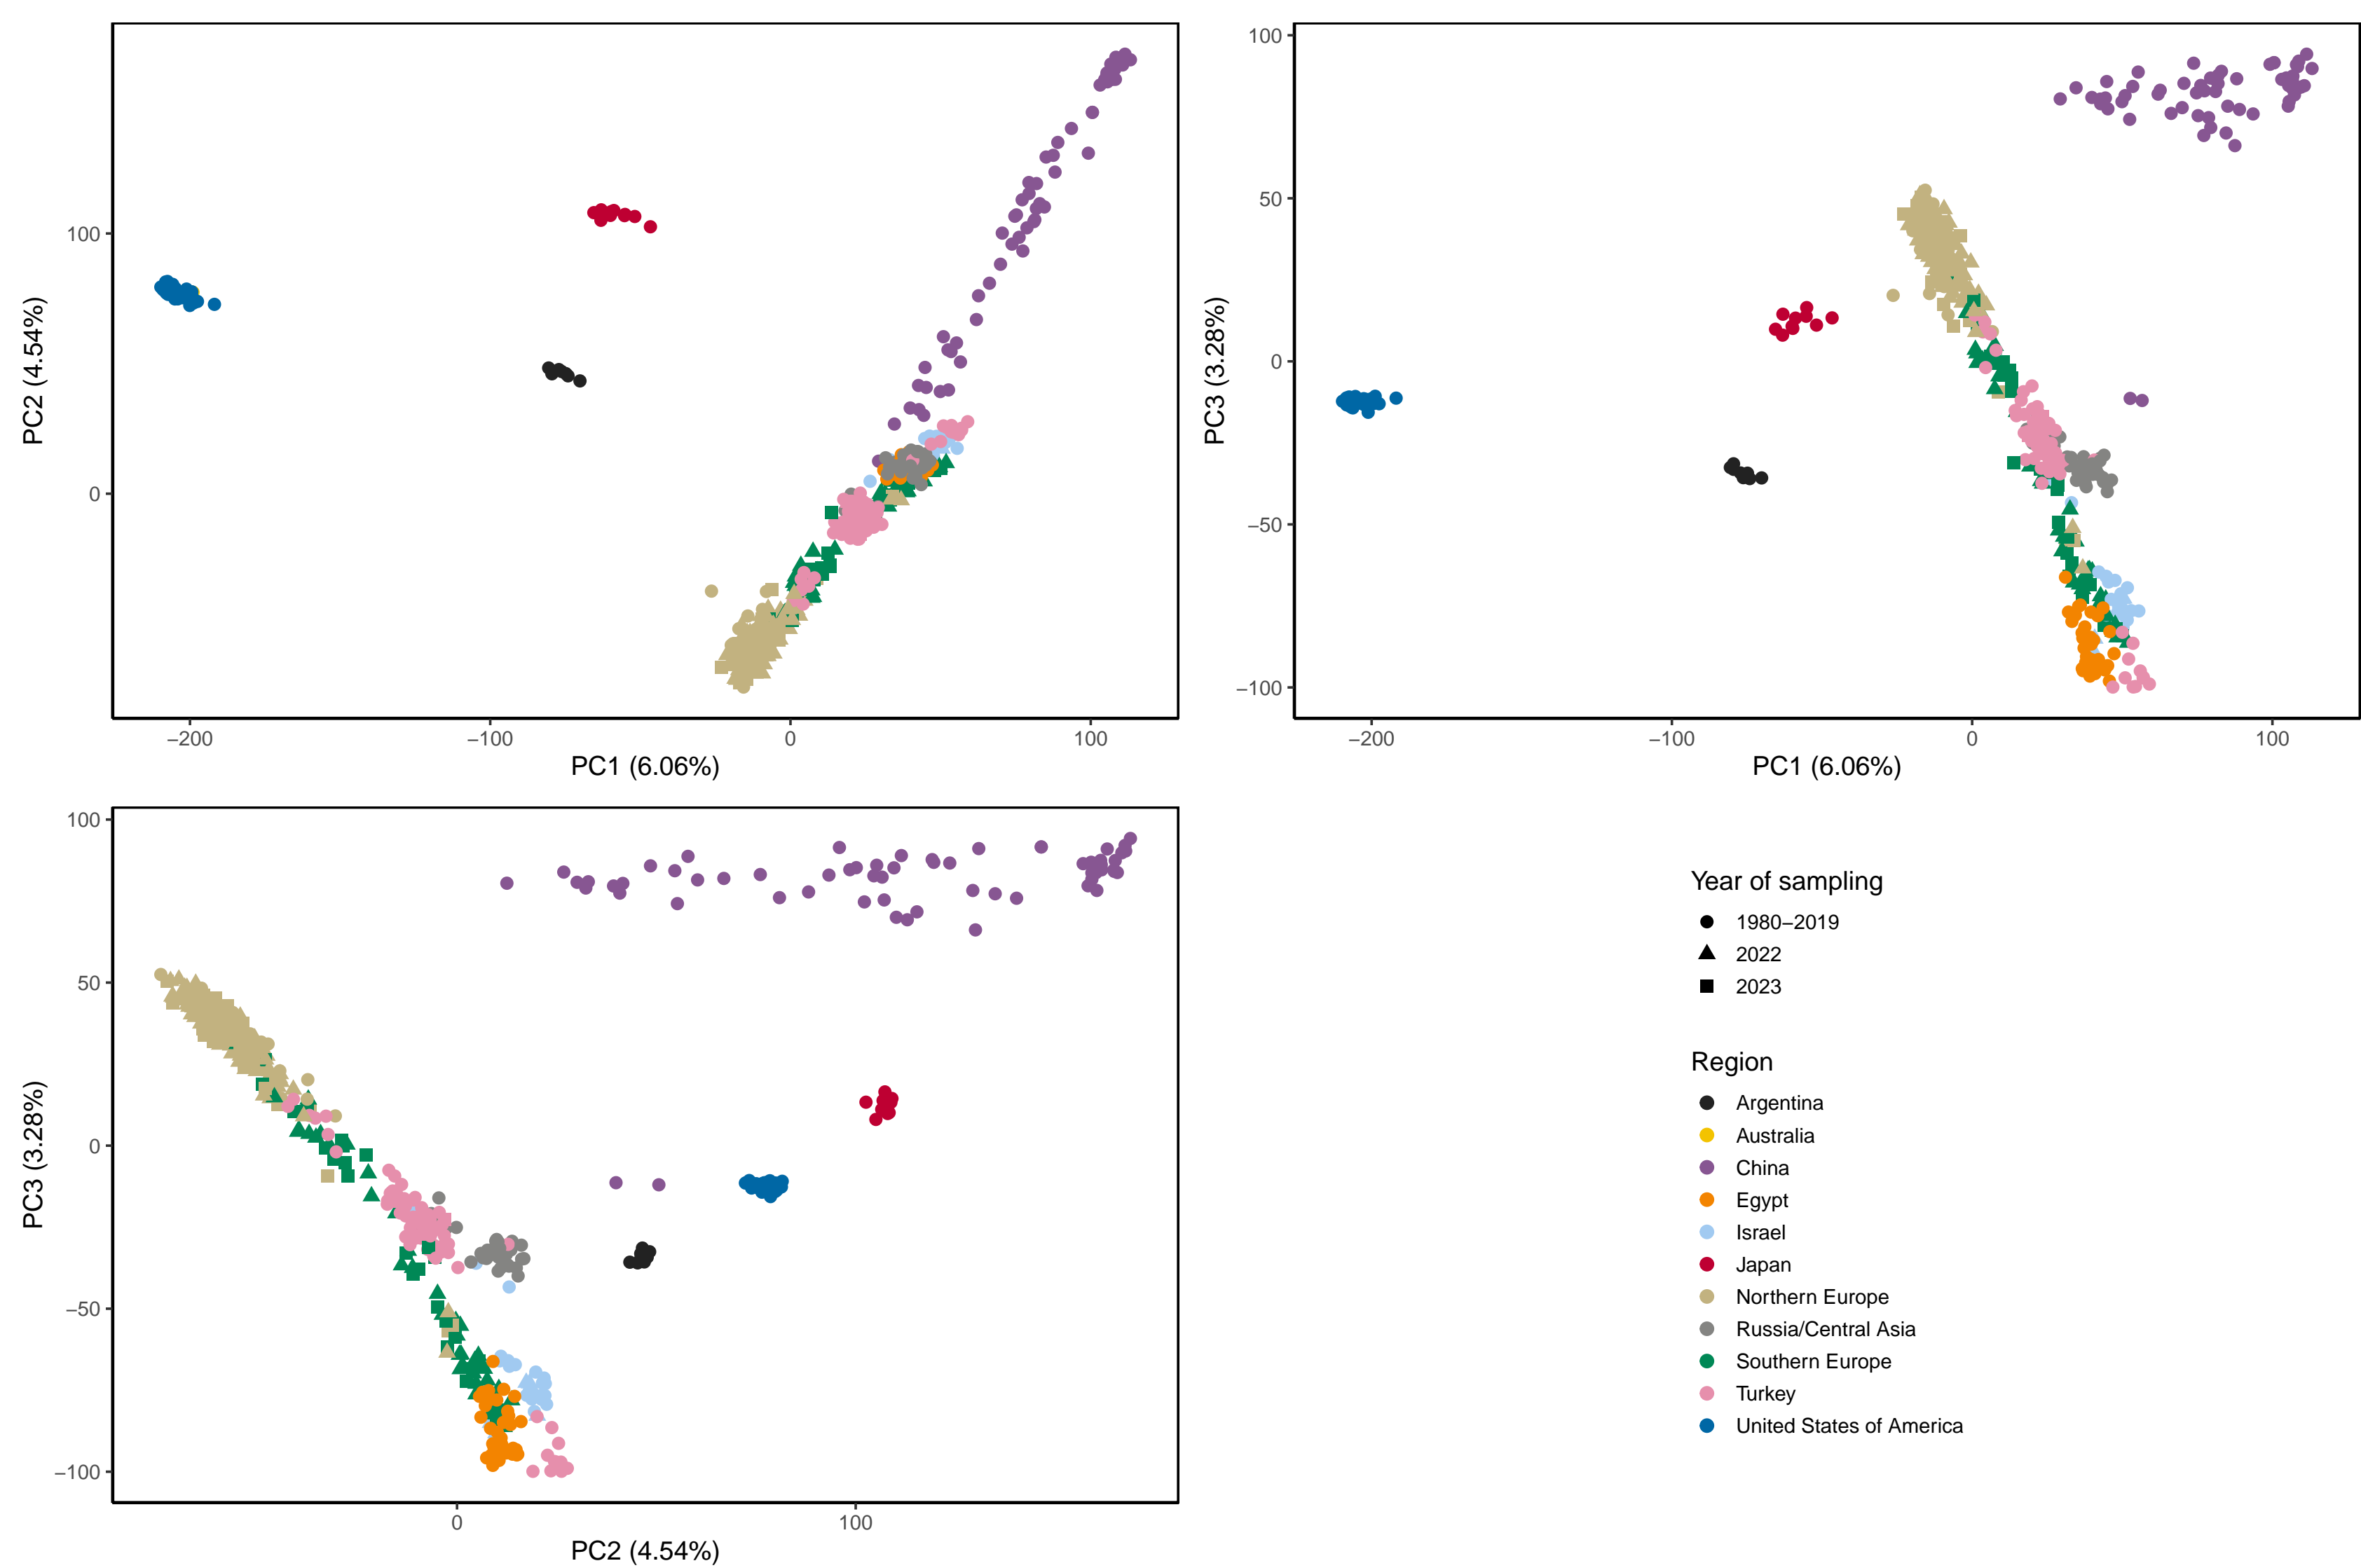 100
0
PC2 (4.54%)
−200
−100
0
100
PC1 (6.06%)
100
50
0
−50
−100
PC3 (3.28%)
−200
−100
0
100
PC1 (6.06%)
100
50
0
−50
−100
PC3 (3.28%)
0
100
PC2 (4.54%)
Year of sampling
1980−2019
2022
2023
Region
Argentina
Australia
China
Egypt
Israel
Japan
Northern Europe
Russia/Central Asia
Southern Europe
Turkey
United States of America